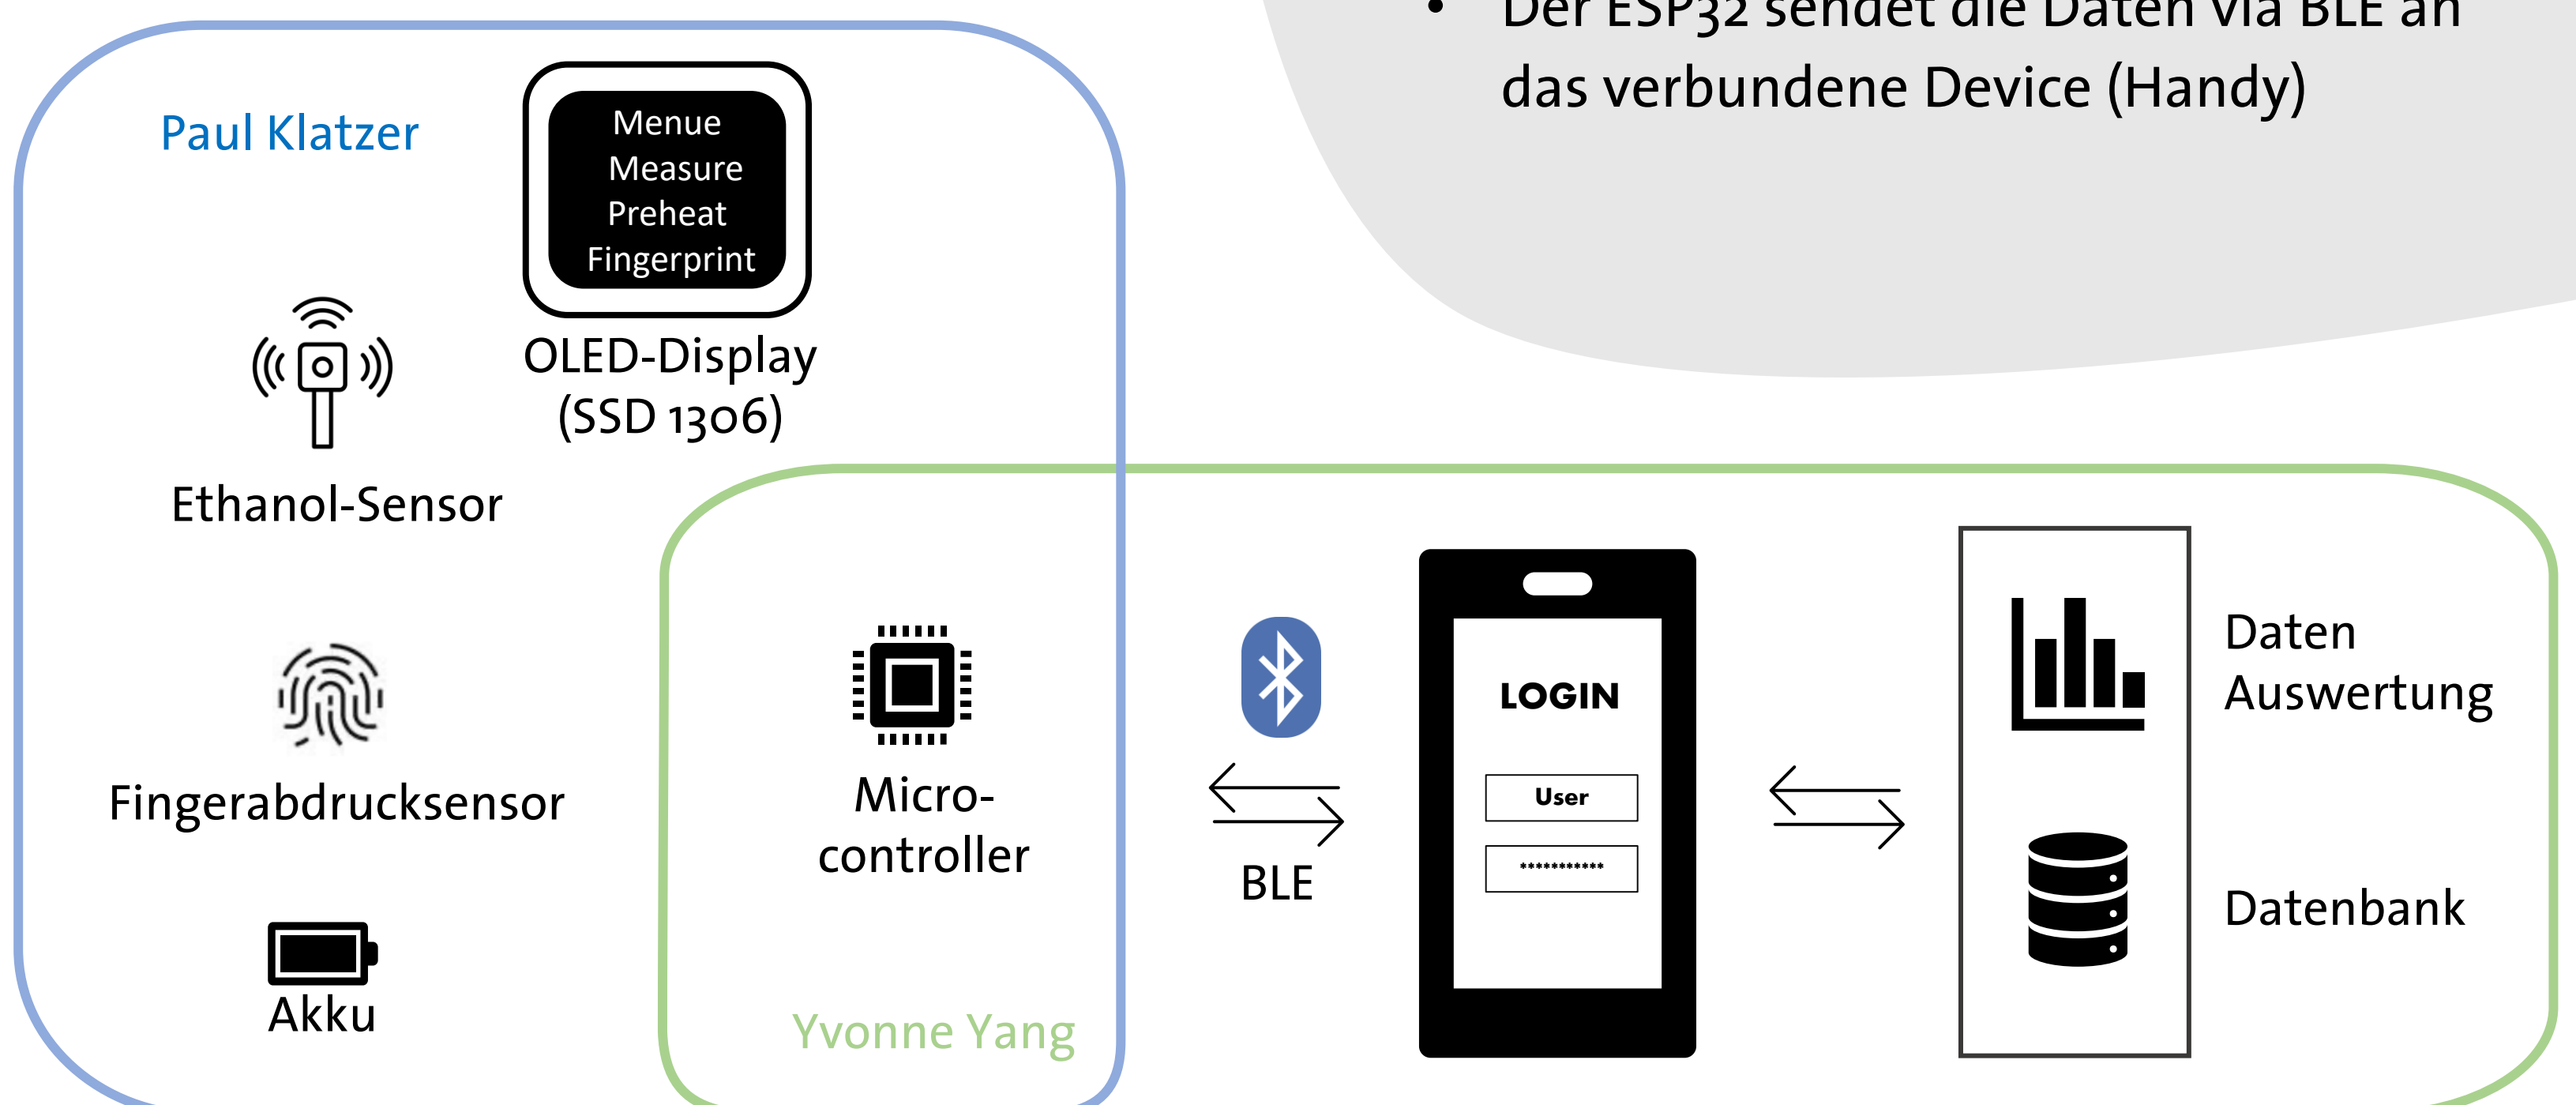 • Der ESP32 sendet die Daten via BLE an
das verbundene Device (Handy)
Paul Klatzer
Menue
Measure
Preheat
Fingerprint
OLED-Display
(SSD 1306)
Ethanol-Sensor
Fingerabdrucksensor
Akku
Micro-
controller
Yvonne Yang
BLE
LOGIN
User
***********
Daten
Auswertung
Datenbank